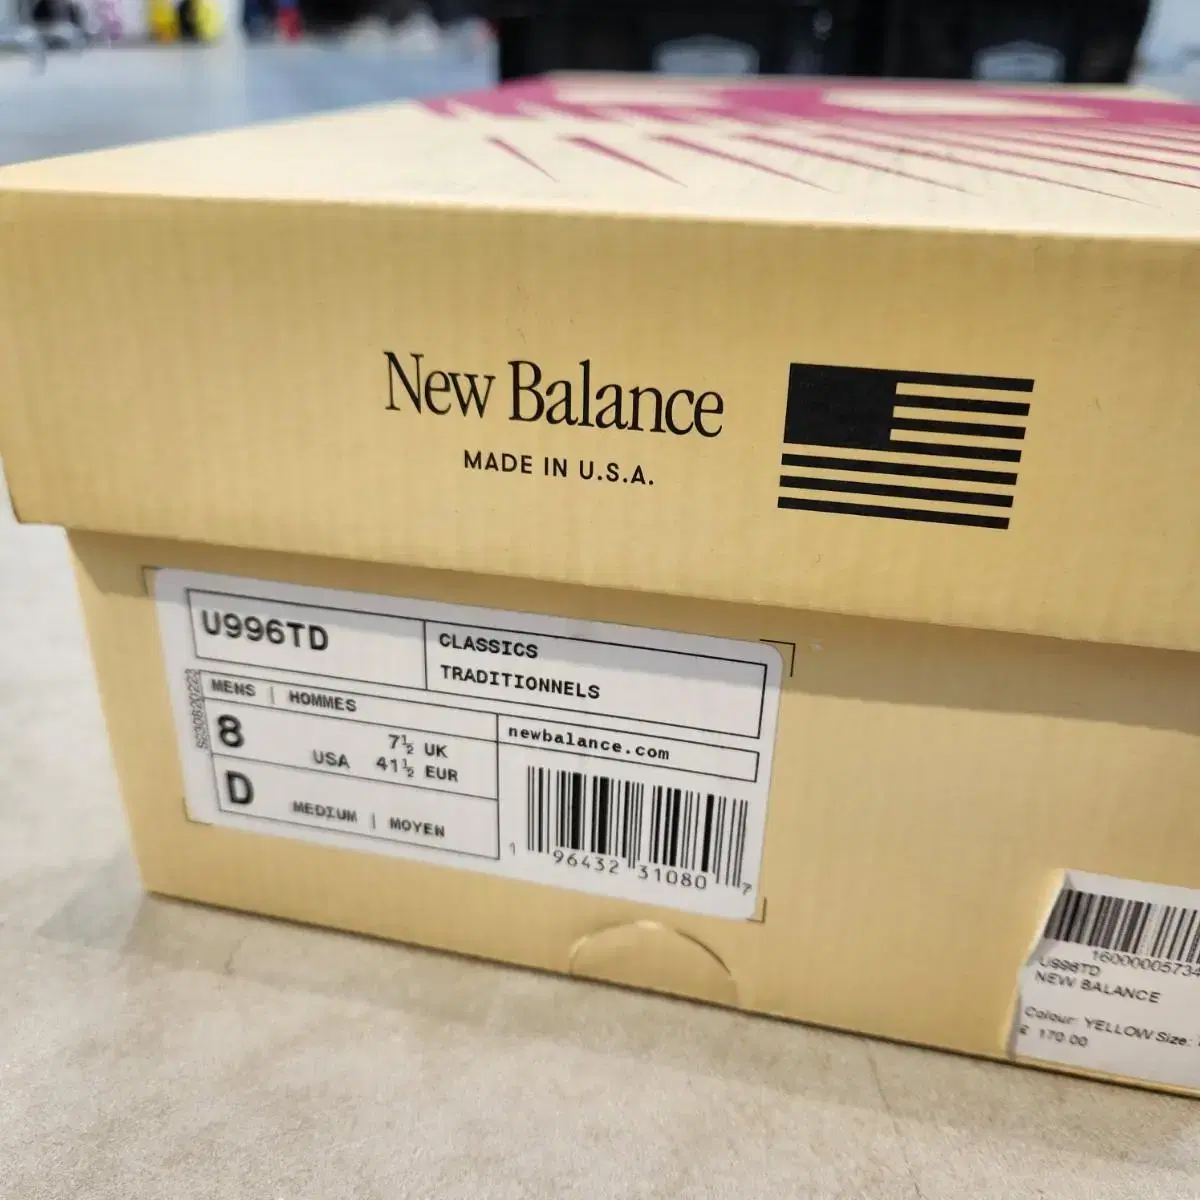 New Balance
MADE IN U.S.A.
U996TD
CLASSICS
TRADITIONNELS
MENS | HOMMES
8
7½ UK
USA 41½ EUR
D
MEDIUM | MOYEN
newbalance.com
1 96432 31080 7
U996TD
NEW BALANCE
Colour: YELLOW Size:
£ 170.00